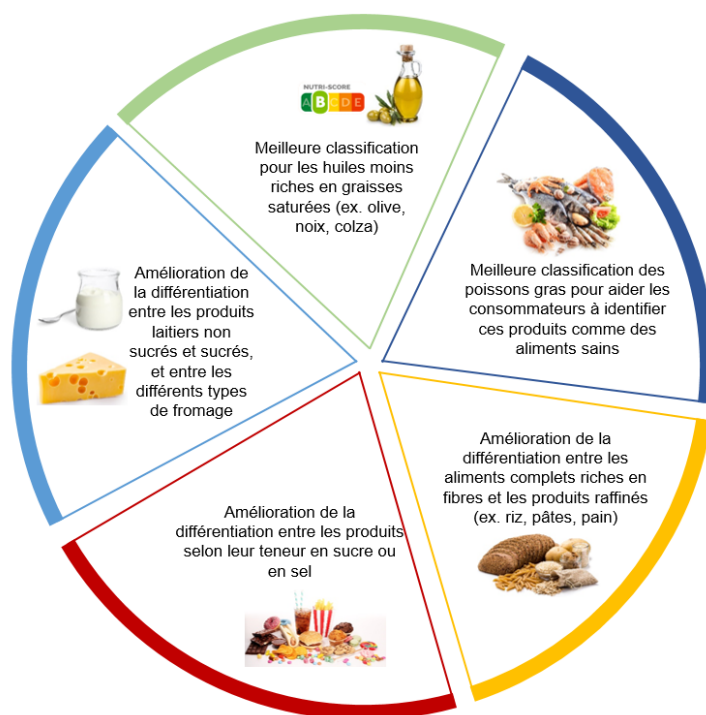 NUTRI-SCORE
A B C D E
Meilleure classification
pour les huiles moins
riches en graisses
saturées (ex. olive,
noix, colza)
Meilleure classification des
poissons gras pour aider les
consommateurs à identifier
ces produits comme des
aliments sains
Amélioration de la
différentiation entre les
aliments complets riches en
fibres et les produits raffinés
(ex. riz, pâtes, pain)
Amélioration de la
différentiation entre les produits
selon leur teneur en sucre ou
en sel
Amélioration de
la différentiation
entre les produits
laitiers non
sucrés et sucrés,
et entre les
différents types
de fromage